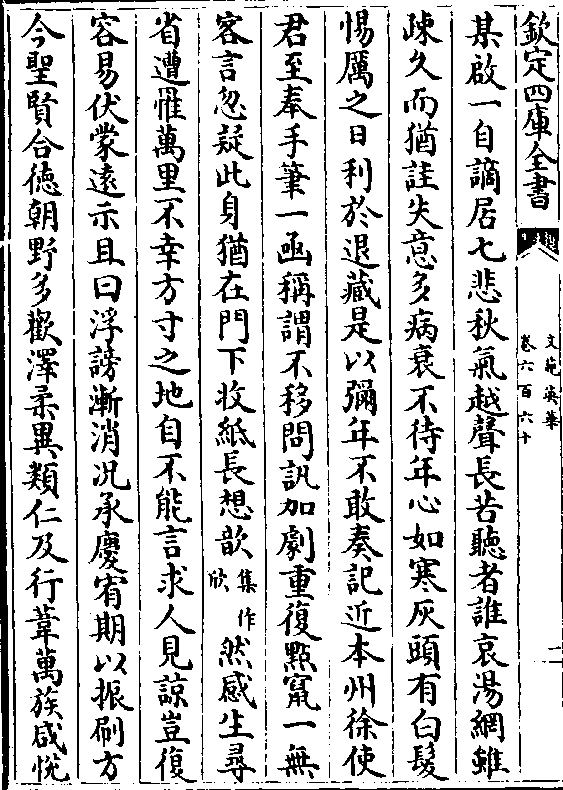 欽定四庫全書
文苑英華
卷六百六十
二
某啟一自謫居七悲秋氣越聲長苦聽者誰哀湯網雖
疎久而猶詿失意多病衰不待年心如寒灰頭有白髮
惕厲之日利於退藏是以彌年不敢奏記近本州徐使
君至奉手筆一函稱謂不移問訊加劇重復點竄一無
客言忽疑此身猶在門下收紙長想歆集作欣然感生尋
省遭罹萬里不幸方寸之地自不能言求人見諒豈復
容易伏蒙遠示且曰浮謗漸消况承慶宥期以振刷方
今聖賢合徳朝野多歡澤柔異類仁及行葦萬族咸悅